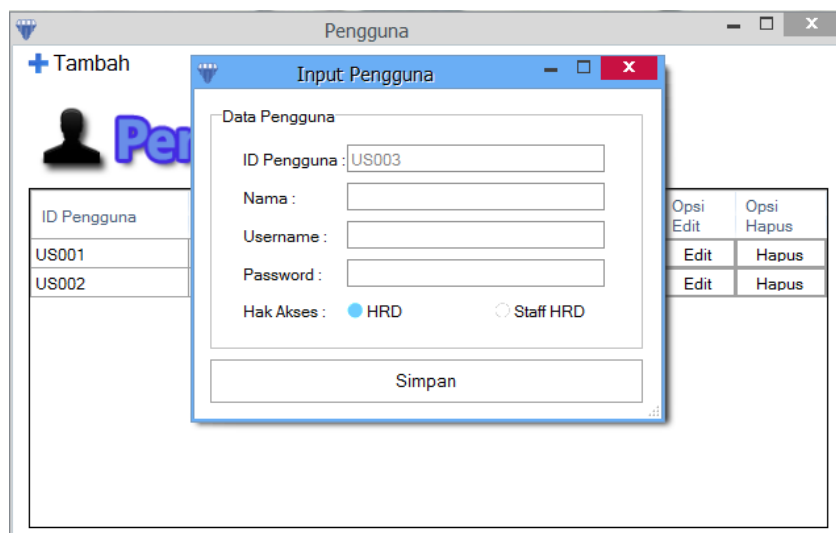 Pengguna
Tambah
Input Pengguna
Data Pengguna
ID Pengguna : US003
Nama :
Username :
Password :
Hak Akses : HRD Staff HRD
Simpan
ID Pengguna Opsi Edit Opsi Hapus
US001 Edit Hapus
US002 Edit Hapus